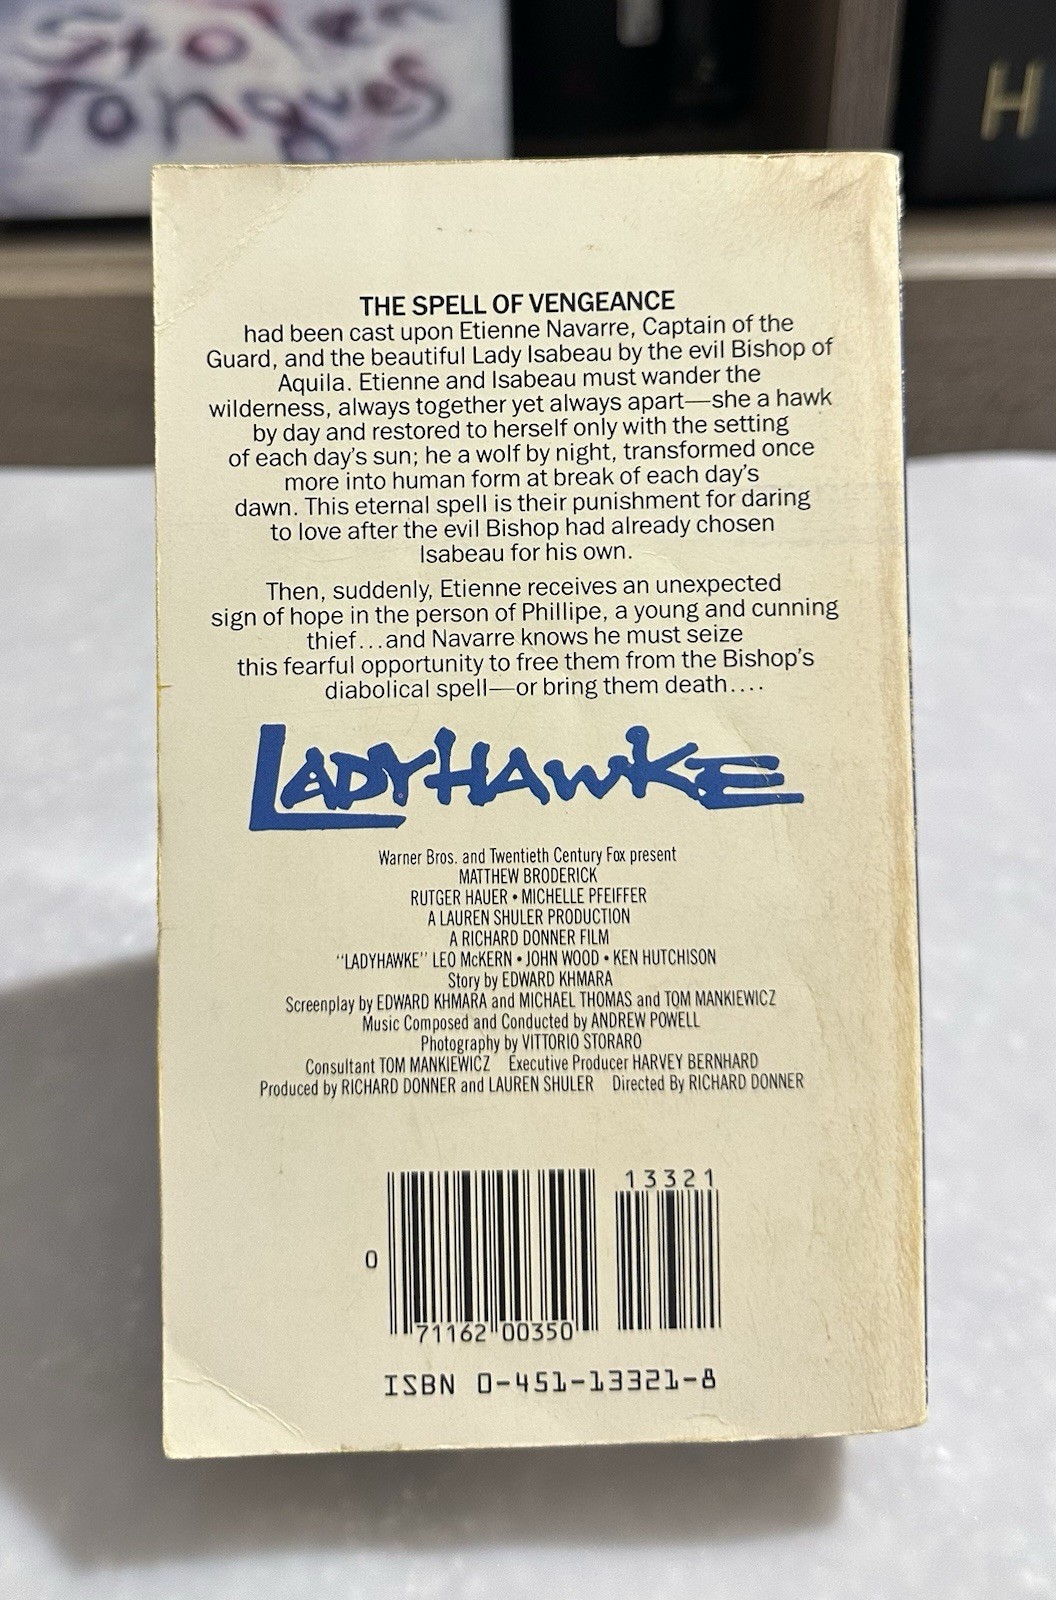 Stolen
Tongues
H
THE SPELL OF VENGEANCE
had been cast upon Etienne Navarre, Captain of the
Guard, and the beautiful Lady Isabeau by the evil Bishop of
Aquila. Etienne and Isabeau must wander the
wilderness, always together yet always apart—she a hawk
by day and restored to herself only with the setting
of each day's sun; he a wolf by night, transformed once
more into human form at break of each day's
dawn. This eternal spell is their punishment for daring
to love after the evil Bishop had already chosen
Isabeau for his own.
Then, suddenly, Etienne receives an unexpected
sign of hope in the person of Phillipe, a young and cunning
thief...and Navarre knows he must seize
this fearful opportunity to free them from the Bishop's
diabolical spell—or bring them death....
LADYHAWKE
Warner Bros. and Twentieth Century Fox present
MATTHEW BRODERICK
RUTGER HAUER • MICHELLE PFEIFFER
A LAUREN SHULER PRODUCTION
A RICHARD DONNER FILM
"LADYHAWKE" LEO McKERN • JOHN WOOD • KEN HUTCHISON
Story by EDWARD KHMARA
Screenplay by EDWARD KHMARA and MICHAEL THOMAS and TOM MANKIEWICZ
Music Composed and Conducted by ANDREW POWELL
Photography by VITTORIO STORARO
Consultant TOM MANKIEWICZ Executive Producer HARVEY BERNHARD
Produced by RICHARD DONNER and LAUREN SHULER Directed By RICHARD DONNER
13321
0
71162 00350
ISBN 0-451-13321-8